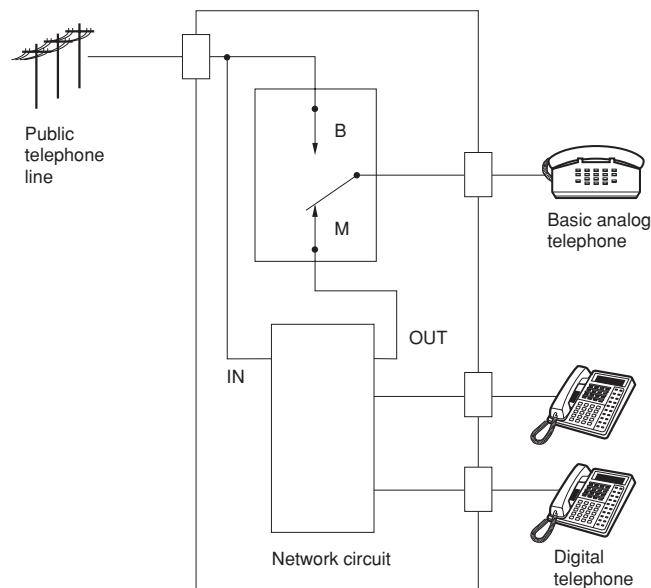 Public
telephone
line
B
M
Basic analog
telephone
OUT
IN
Network circuit
Digital
telephone